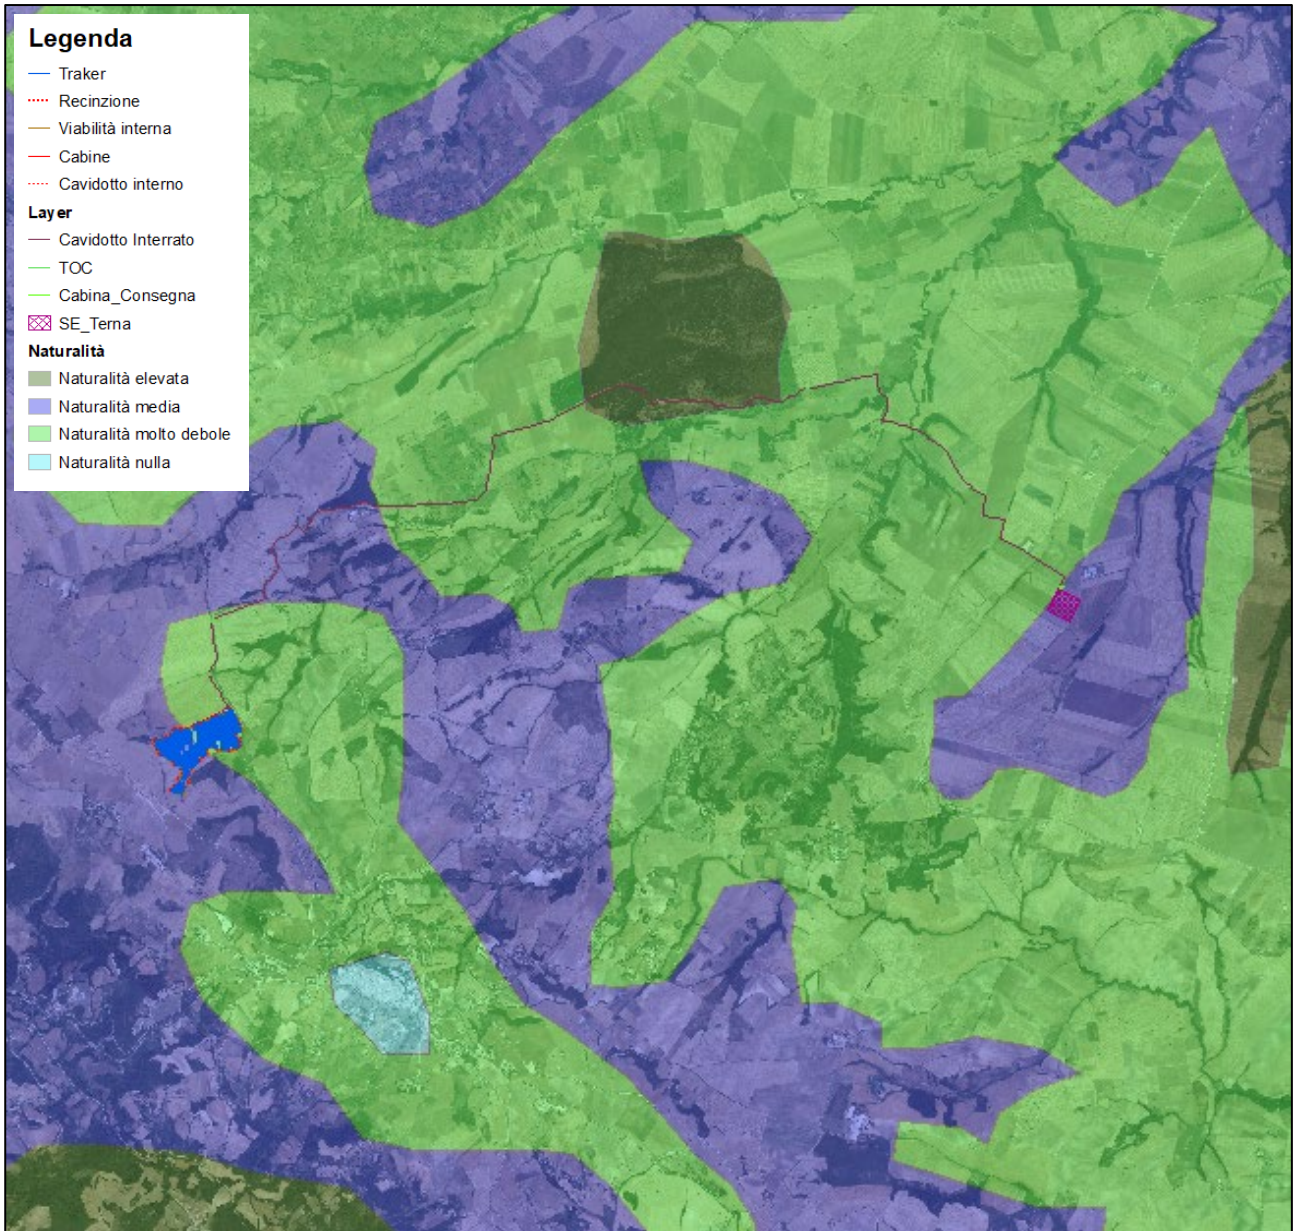 Legenda
Traker
Recinzione
Viabilità interna
Cabine
Cavidotto interno
Layer
Cavidotto Interrato
TOC
Cabina_Consegna
SE_Terna
Naturalità
Naturalità elevata
Naturalità media
Naturalità molto debole
Naturalità nulla